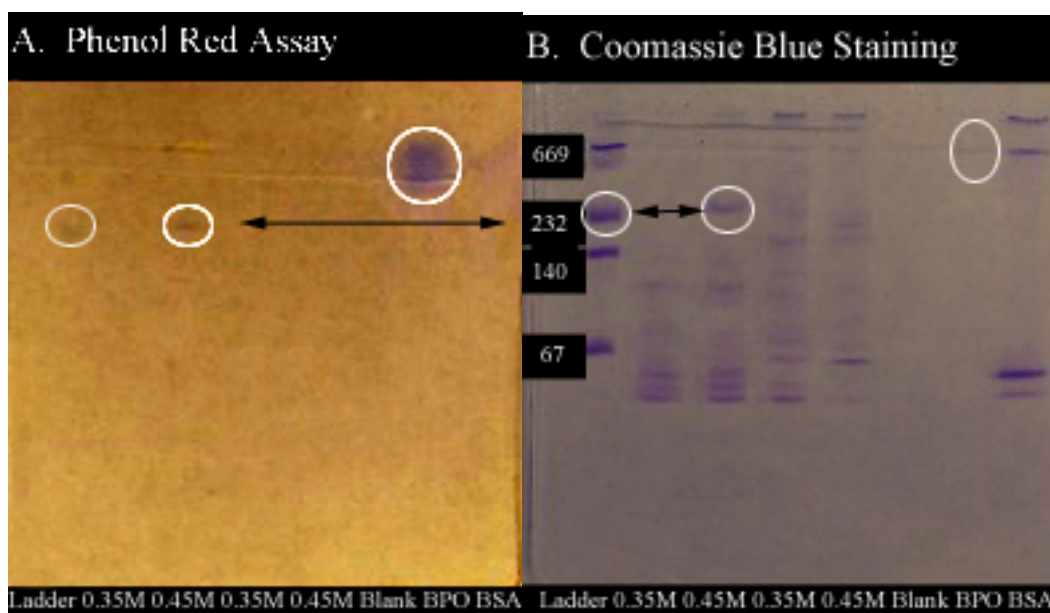 A. Phenol Red Assay
B. Coomassie Blue Staining
669
232
140
67
Ladder 0.35M 0.45M 0.35M 0.45M Blank BPO BSA
Ladder 0.35M 0.45M 0.35M 0.45M Blank BPO BSA